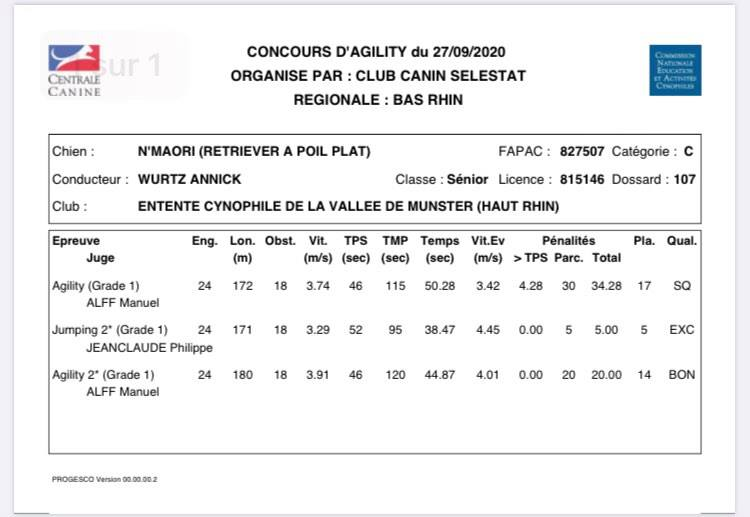 sur 1
CENTRALE
CANINE
CONCOURS D'AGILITY du 27/09/2020
ORGANISE PAR : CLUB CANIN SELESTAT
REGIONALE : BAS RHIN
COMMISSION
NATIONALE
EDUCATION
ET ACTIVITÉS
CYNOPHILES
Chien : N'MAORI (RETRIEVER A POIL PLAT) FAPAC : 827507 Catégorie : C
Conducteur : WURTZ ANNICK Classe : Sénior Licence : 815146 Dossard : 107
Club : ENTENTE CYNOPHILE DE LA VALLEE DE MUNSTER (HAUT RHIN)
Epreuve Eng. Lon. Obst. Vit. TPS TMP Temps Vit.Ev Pénalités Pla. Qual.
Juge (m) (m/s) (sec) (sec) (sec) (m/s) > TPS Parc. Total
Agility (Grade 1) 24 172 18 3.74 46 115 50.28 3.42 4.28 30 34.28 17 SQ
ALFF Manuel
Jumping 2* (Grade 1) 24 171 18 3.29 52 95 38.47 4.45 0.00 5 5.00 5 EXC
JEANCLAUDE Philippe
Agility 2* (Grade 1) 24 180 18 3.91 46 120 44.87 4.01 0.00 20 20.00 14 BON
ALFF Manuel
PROGESCO Version 00.00.00.2